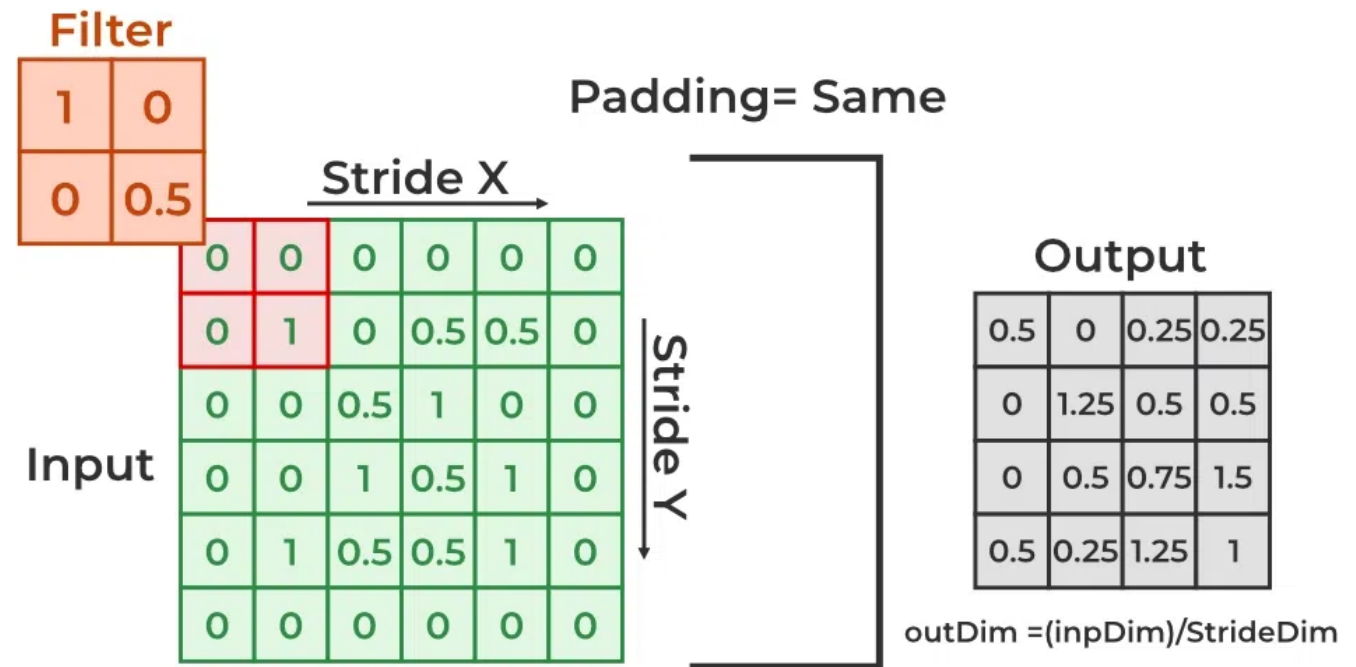 Filter
1 0
0 0.5
Padding= Same
Stride X
0 0 0 0 0 0
0 1 0 0.5 0.5 0
0 0 0.5 1 0 0
0 0 1 0.5 1 0
0 1 0.5 0.5 1 0
0 0 0 0 0 0
Input
Stride Y
Output
0.5 0 0.25 0.25
0 1.25 0.5 0.5
0 0.5 0.75 1.5
0.5 0.25 1.25 1
outDim =(inpDim)/StrideDim